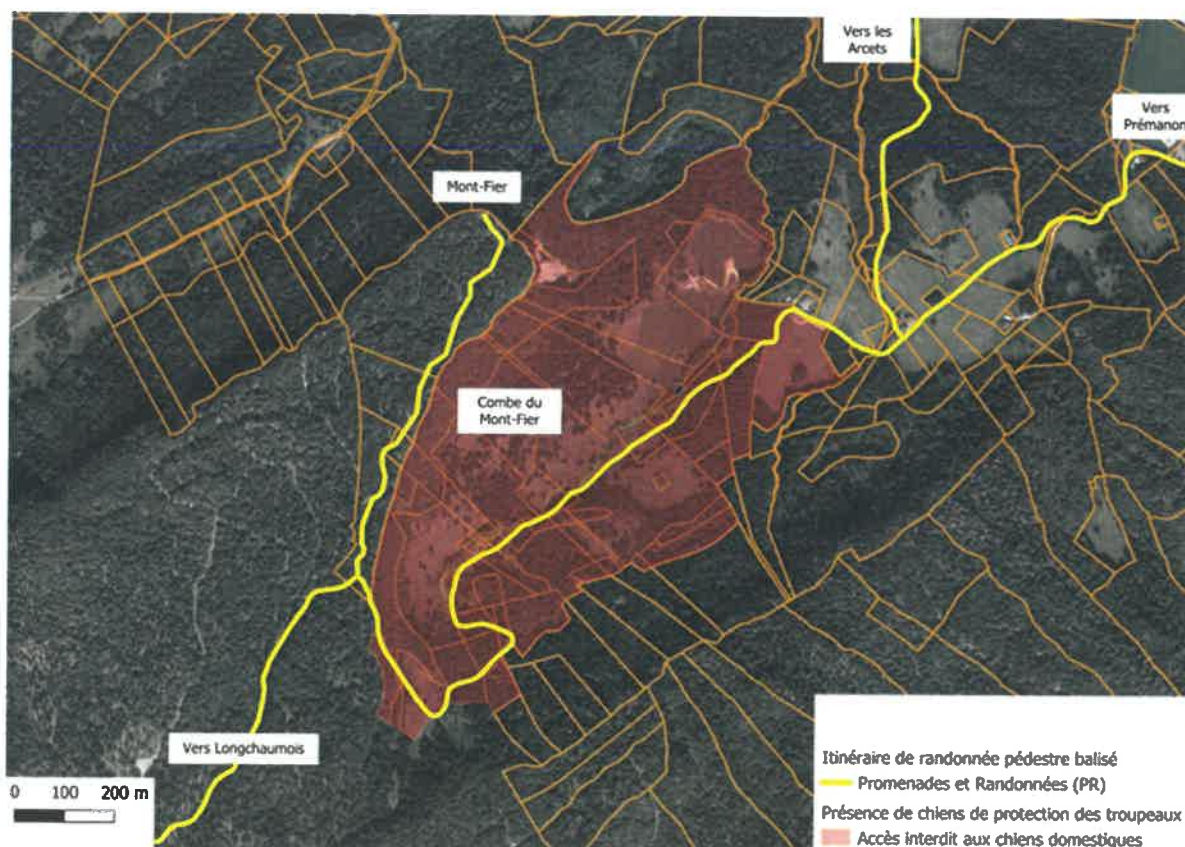 Vers les
Arcets
Vers
Prémanon
Mont-Fier
Combe du
Mont-Fier
Vers Longchaumois
0 100 200 m
Itinéraire de randonnée pédestre balisé
Promenades et Randonnées (PR)
Présence de chiens de protection des troupeaux
Accès interdit aux chiens domestiques